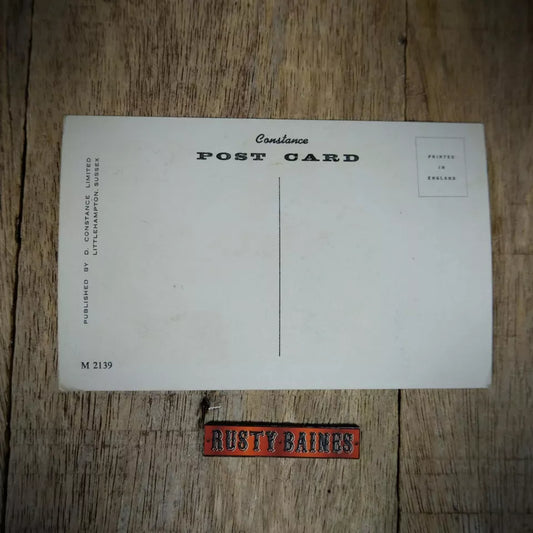 Constance
POST CARD
PRINTED
IN
ENGLAND
PUBLISHED BY D. CONSTANCE LIMITED
LITTLEHAMPTON, SUSSEX
M 2139
RUSTY·BAINES